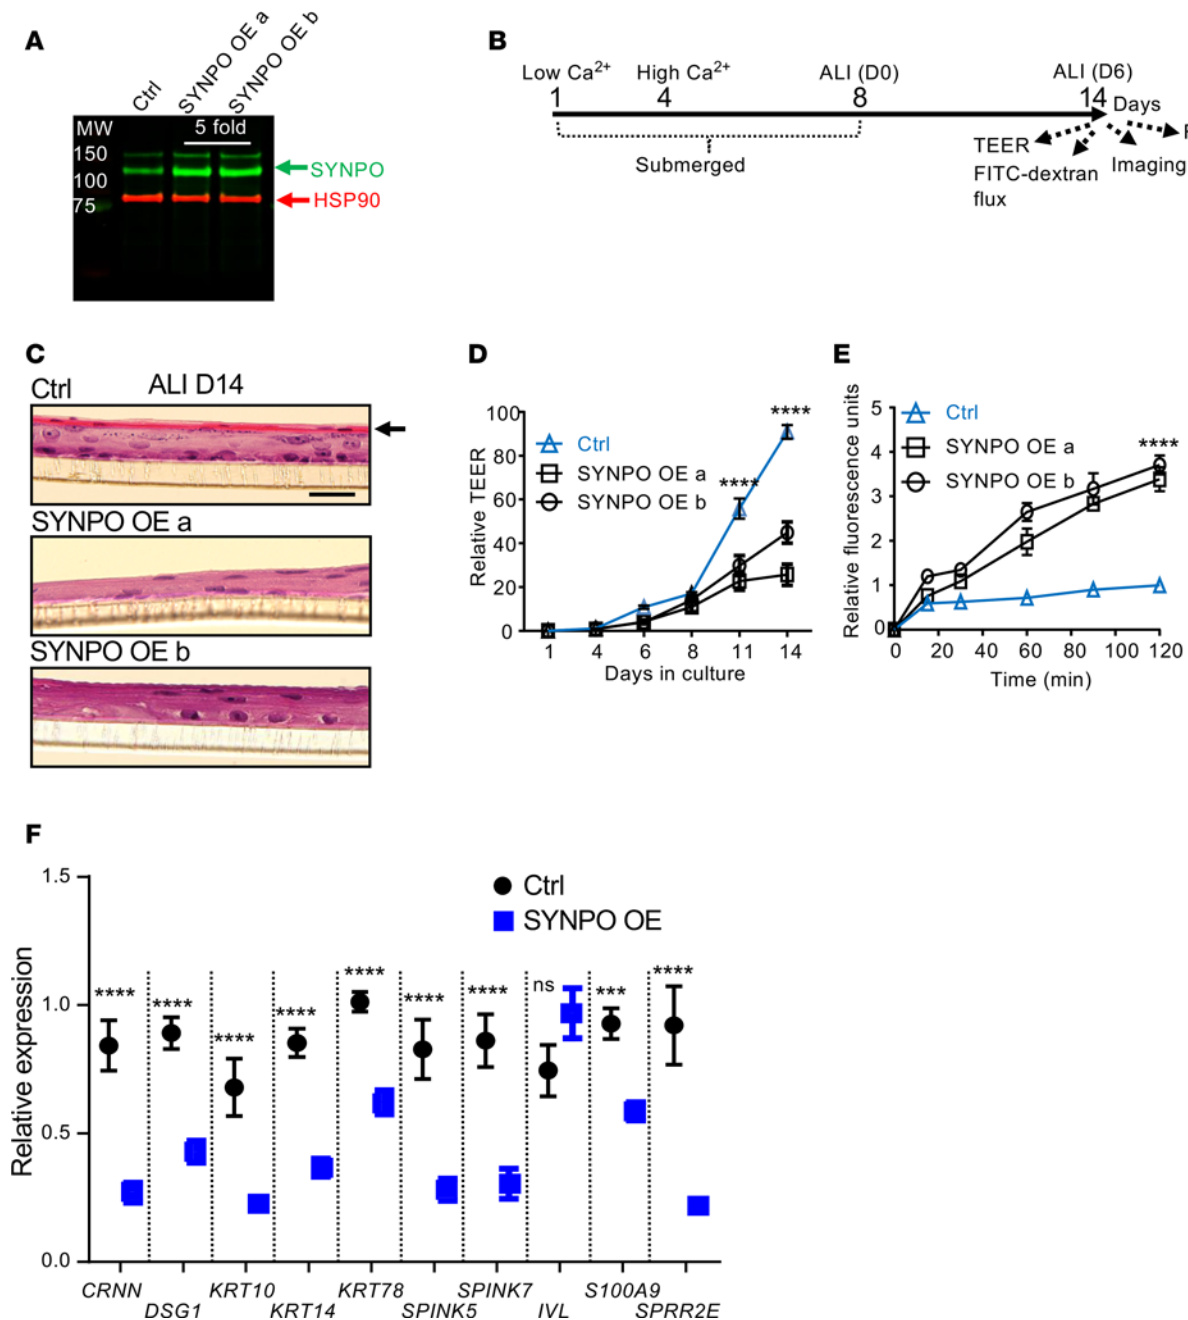 A
Ctrl
SYNPO OE a
SYNPO OE b
MW
5 fold
150
100
75
SYNPO
HSP90
B
Low Ca2+
High Ca2+
ALI (D0)
ALI (D6)
1
4
8
14
Days
Submerged
TEER
FITC-dextran
flux
Imaging
C
Ctrl
ALI D14
SYNPO OE a
SYNPO OE b
D
100
80
60
40
20
0
Relative TEER
Ctrl
SYNPO OE a
SYNPO OE b
****
****
1 4 6 8 11 14
Days in culture
E
5
4
3
2
1
0
Relative fluorescence units
Ctrl
SYNPO OE a
SYNPO OE b
****
0 20 40 60 80 100 120
Time (min)
F
1.5
1.0
0.5
0.0
Relative expression
Ctrl
SYNPO OE
**** **** **** **** **** **** **** ns *** ****
CRNN DSG1 KRT10 KRT14 KRT78 SPINK5 SPINK7 IVL S100A9 SPRR2E